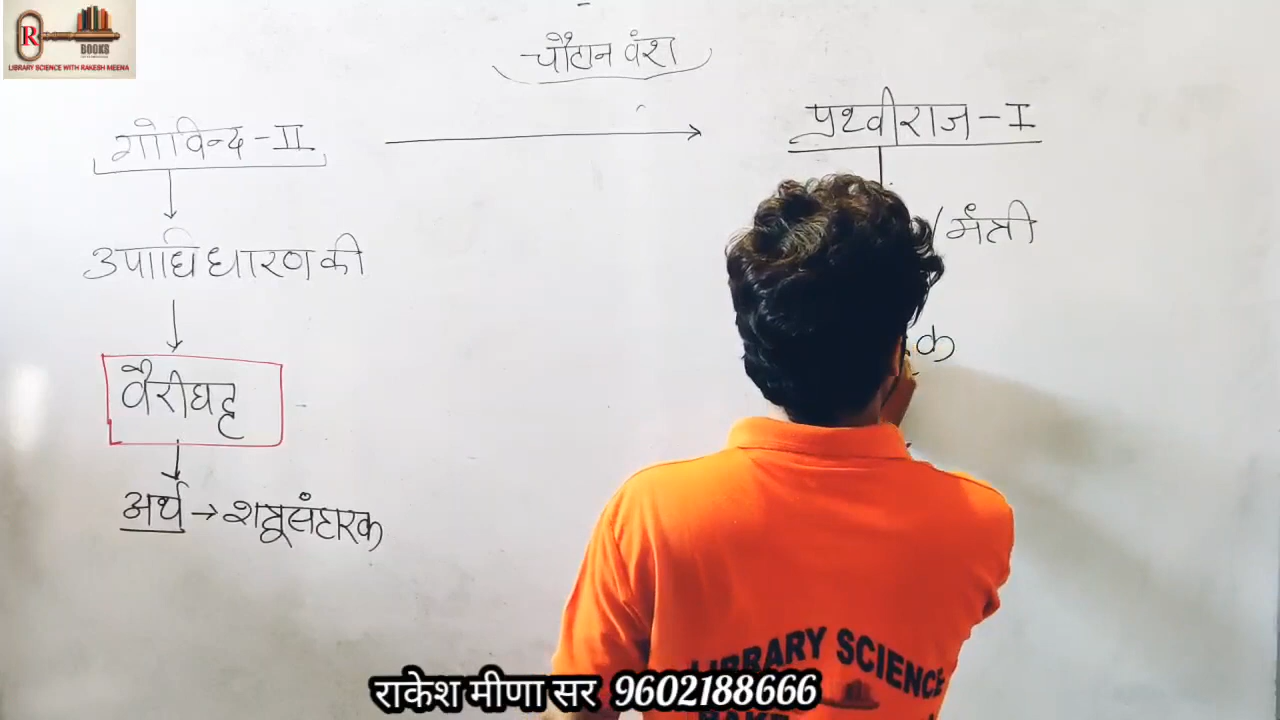 R
BOOKS
LIBRARY SCIENCE WITH RAKESH MEENA
चौहान वंश
गोविन्द-II
पृथ्वीराज-I
उपाधि धारण की
/मंत्री
वैरीघट्ट
क
अर्थ → शत्रुसंहारक
LIBRARY SCIENCE
राकेश मीणा सर 9602188666